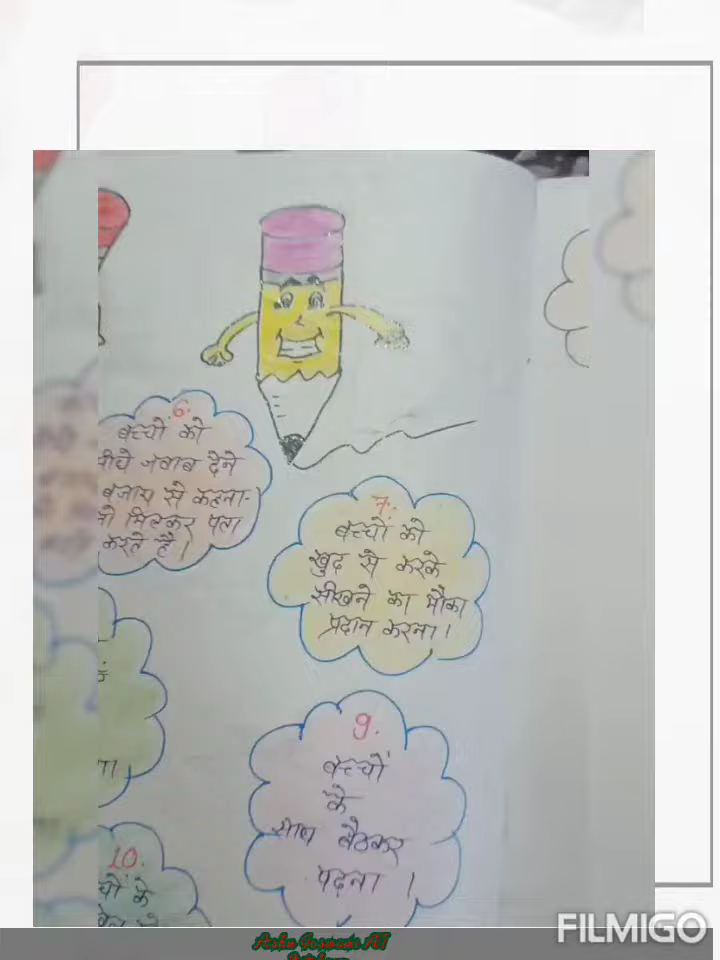 6.
बच्चों को
सीधे जवाब देने
बजाय से कहना-
मिलकर पता
करते है।
7.
बच्चों को
खुद से करके
सीखने का मौका
प्रदान करना।
9.
बच्चों
के
साथ बैठकर
पढ़ना ।
10.
के
FILMIGO